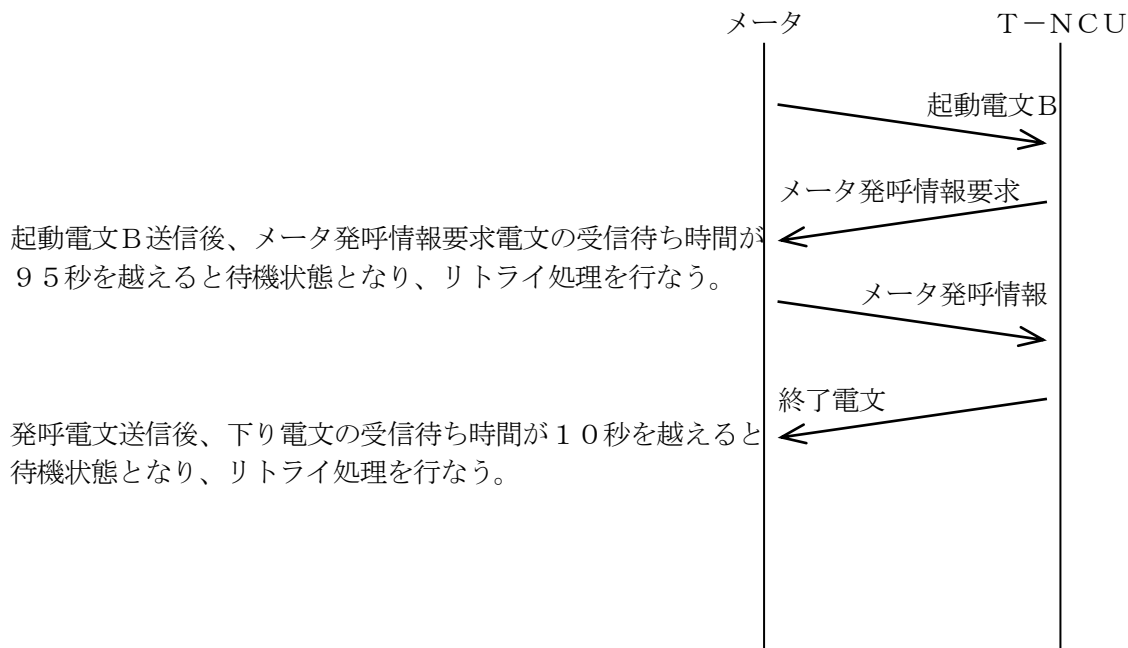 メータ
Ｔ－ＮＣＵ
起動電文Ｂ
メータ発呼情報要求
起動電文Ｂ送信後、メータ発呼情報要求電文の受信待ち時間が
９５秒を越えると待機状態となり、リトライ処理を行なう。
メータ発呼情報
終了電文
発呼電文送信後、下り電文の受信待ち時間が１０秒を越えると
待機状態となり、リトライ処理を行なう。